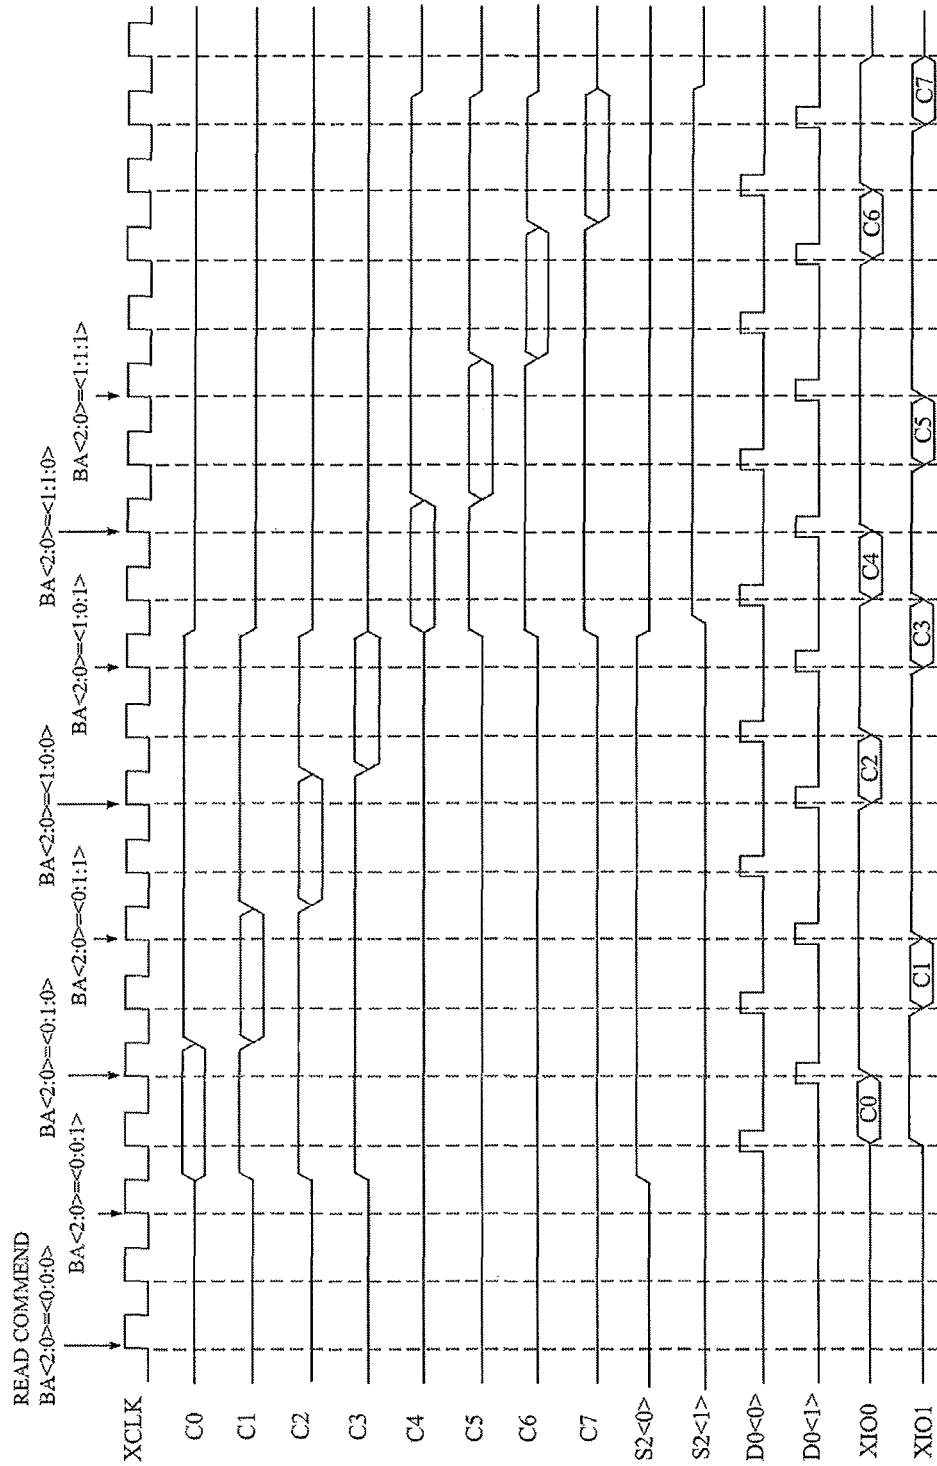 READ COMMEND
BA<2:0>=<0:0:0>
BA<2:0>=<0:0:1>
BA<2:0>=<0:1:0>
BA<2:0>=<0:1:1>
BA<2:0>=<1:0:0>
BA<2:0>=<1:0:1>
BA<2:0>=<1:1:0>
BA<2:0>=<1:1:1>
XCLK
C0
C1
C2
C3
C4
C5
C6
C7
S2<0>
S2<1>
D0<0>
D0<1>
XIO0
C0
C2
C4
C6
XIO1
C1
C3
C5
C7